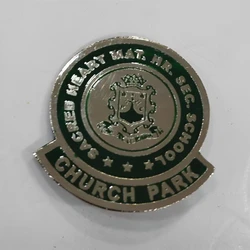 SACRED HEART MAT. HR. SEC. SCHOOL
CHURCH PARK